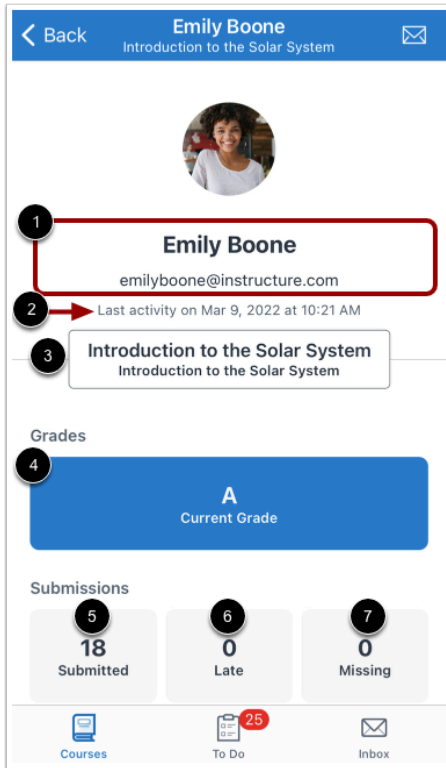 Back
Emily Boone
Introduction to the Solar System
1
Emily Boone
emilyboone@instructure.com
2
Last activity on Mar 9, 2022 at 10:21 AM
3
Introduction to the Solar System
Introduction to the Solar System
Grades
4
A
Current Grade
Submissions
5 6 7
18 0 0
Submitted Late Missing
25
Courses To Do Inbox